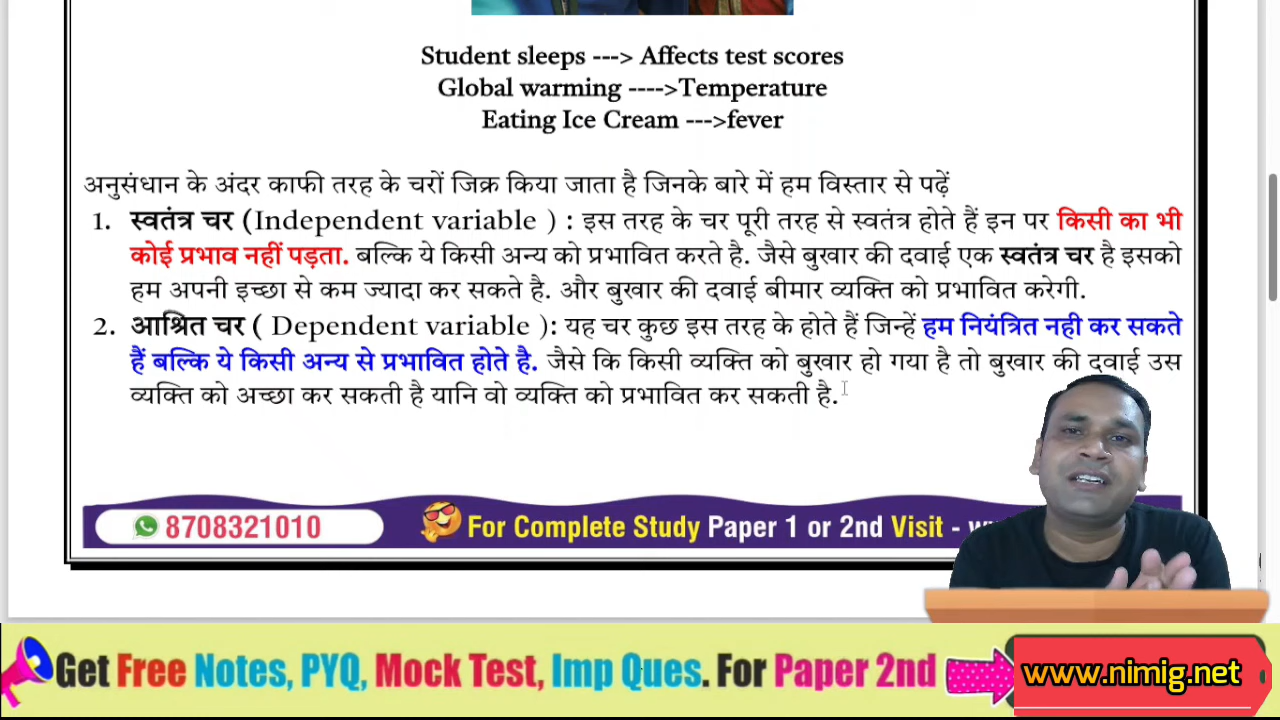 Student sleeps ---> Affects test scores
Global warming ---->Temperature
Eating Ice Cream --->fever
अनुसंधान के अंदर काफी तरह के चरों जिक्र किया जाता है जिनके बारे में हम विस्तार से पढ़ें
1. स्वतंत्र चर (Independent variable ) : इस तरह के चर पूरी तरह से स्वतंत्र होते हैं इन पर किसी का भी
कोई प्रभाव नहीं पड़ता. बल्कि ये किसी अन्य को प्रभावित करते है. जैसे बुखार की दवाई एक स्वतंत्र चर है इसको
हम अपनी इच्छा से कम ज्यादा कर सकते है. और बुखार की दवाई बीमार व्यक्ति को प्रभावित करेगी.
2. आश्रित चर ( Dependent variable ): यह चर कुछ इस तरह के होते हैं जिन्हें हम नियंत्रित नही कर सकते
हैं बल्कि ये किसी अन्य से प्रभावित होते है. जैसे कि किसी व्यक्ति को बुखार हो गया है तो बुखार की दवाई उस
व्यक्ति को अच्छा कर सकती है यानि वो व्यक्ति को प्रभावित कर सकती है.
8708321010 For Complete Study Paper 1 or 2nd Visit -
Get Free Notes, PYQ, Mock Test, Imp Ques. For Paper 2nd www.nimig.net